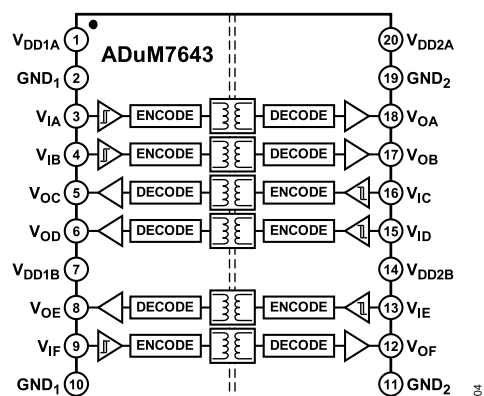 ADuM7643
VDD1A 1 20 VDD2A
GND1 2 19 GND2
VIA 3 ENCODE DECODE 18 VOA
VIB 4 ENCODE DECODE 17 VOB
VOC 5 DECODE ENCODE 16 VIC
VOD 6 DECODE ENCODE 15 VID
VDD1B 7 14 VDD2B
VOE 8 DECODE ENCODE 13 VIE
VIF 9 ENCODE DECODE 12 VOF
GND1 10 11 GND2
04